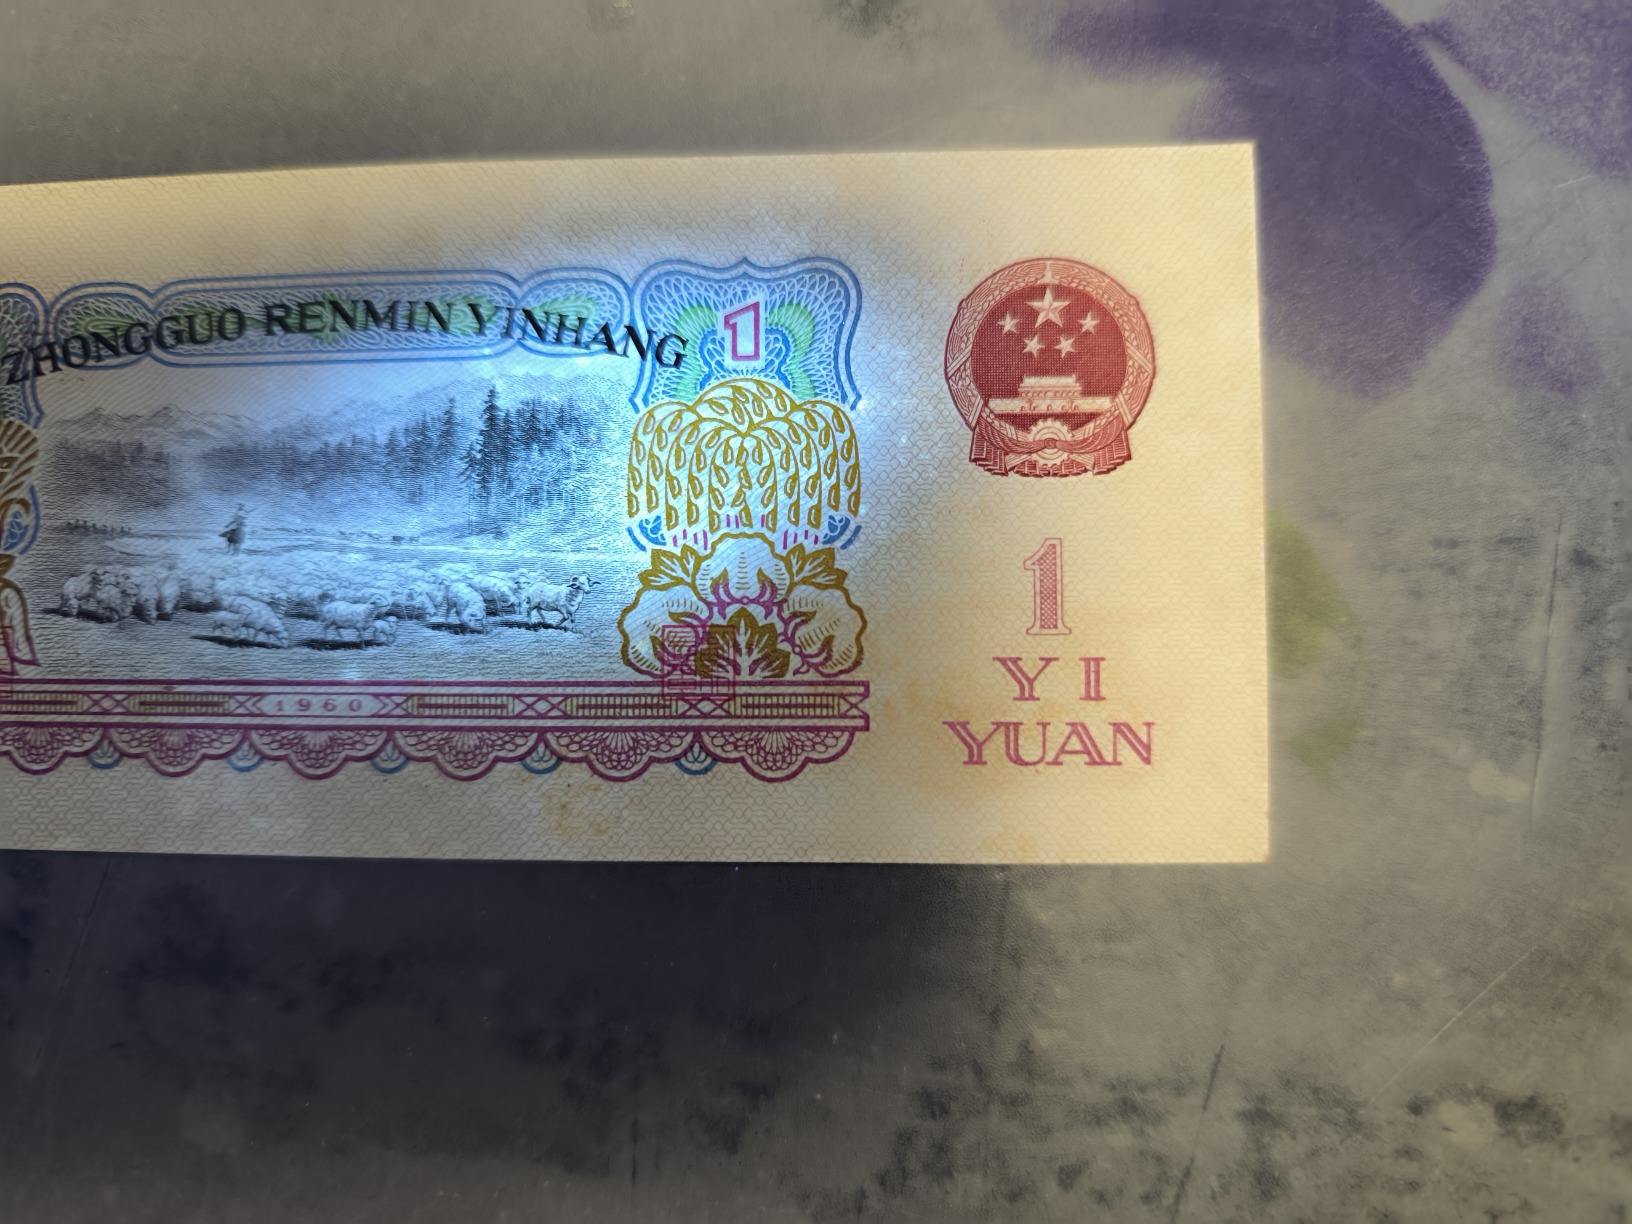 ZHONGGUO RENMIN YINHANG
1
1960
1
YI
YUAN